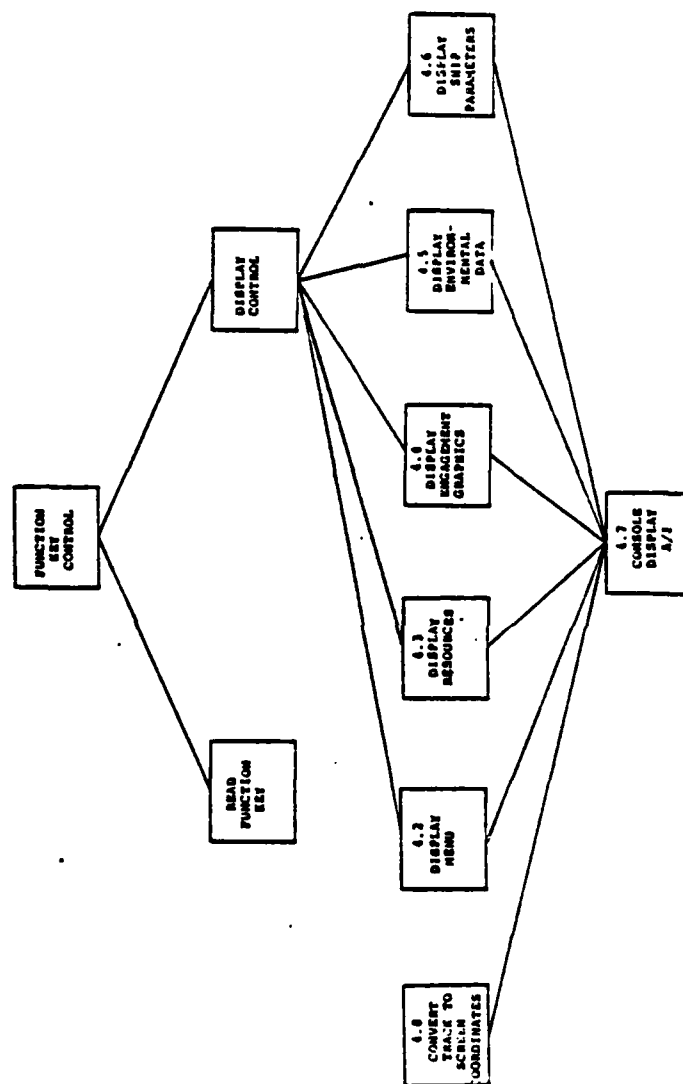 FUNCTION
KEY
CONTROL
READ
FUNCTION
KEY
DISPLAY
CONTROL
4.8
CONVERT
TRACK TO
SCREEN
COORDINATES
4.2
DISPLAY
MENU
4.3
DISPLAY
RESOURCES
4.4
DISPLAY
ENGAGEMENT
GRAPHICS
4.5
DISPLAY
ENVIRON-
MENTAL
DATA
4.6
DISPLAY
SHIP
PARAMETERS
4.7
CONSOLE
DISPLAY